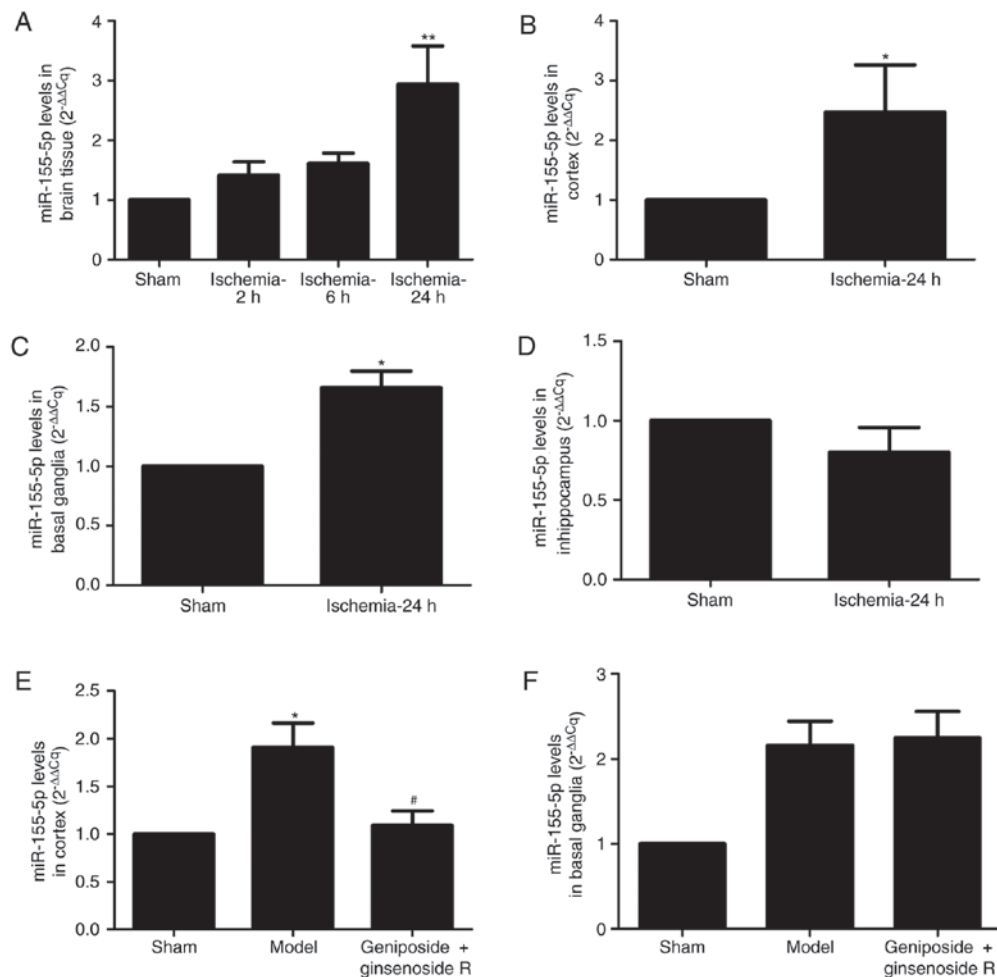 A
miR-155-5p levels in
brain tissue (2-ΔΔCq)
4
3
2
1
0
**
Sham
Ischemia-
2 h
Ischemia-
6 h
Ischemia-
24 h
B
miR-155-5p levels in
cortex (2-ΔΔCq)
4
3
2
1
0
*
Sham
Ischemia-24 h
C
miR-155-5p levels in
basal ganglia (2-ΔΔCq)
2.0
1.5
1.0
0.5
0.0
*
Sham
Ischemia-24 h
D
miR-155-5p levels in
inhippocampus (2-ΔΔCq)
1.5
1.0
0.5
0.0
Sham
Ischemia-24 h
E
miR-155-5p levels
in cortex (2-ΔΔCq)
2.5
2.0
1.5
1.0
0.5
0.0
*
#
Sham
Model
Geniposide +
ginsenoside R
F
miR-155-5p levels
in basal ganglia (2-ΔΔCq)
3
2
1
0
Sham
Model
Geniposide +
ginsenoside R